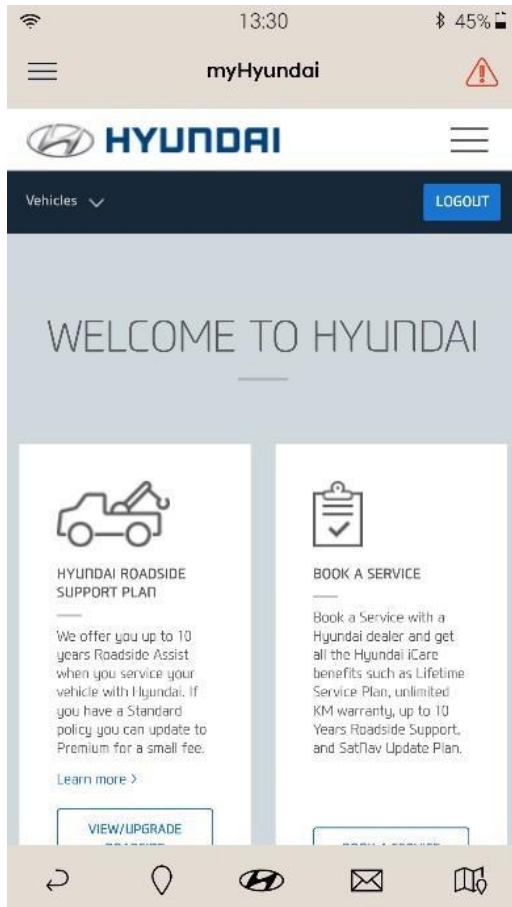 13:30
45%
myHyundai
HYUNDAI
Vehicles
LOGOUT
WELCOME TO HYUNDAI
HYUNDAI ROADSIDE
SUPPORT PLAN
We offer you up to 10
years Roadside Assist
when you service your
vehicle with Hyundai. If
you have a Standard
policy you can update to
Premium for a small fee.
Learn more >
VIEW/UPGRADE
BOOK A SERVICE
Book a Service with a
Hyundai dealer and get
all the Hyundai iCare
benefits such as Lifetime
Service Plan, unlimited
KM warranty, up to 10
Years Roadside Support,
and SatNav Update Plan.